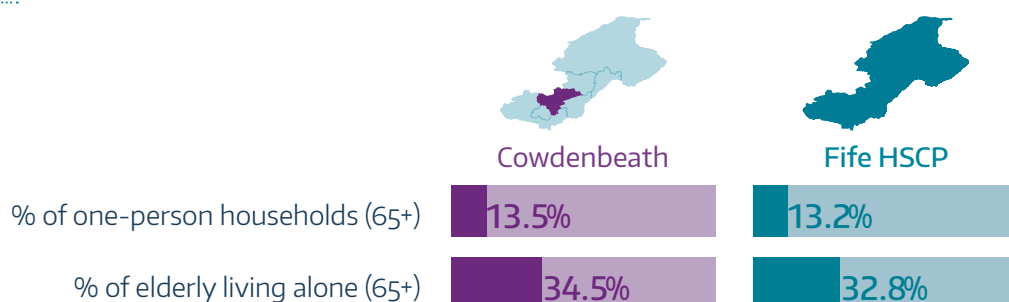 Cowdenbeath Fife HSCP
% of one-person households (65+) 13.5% 13.2%
% of elderly living alone (65+) 34.5% 32.8%